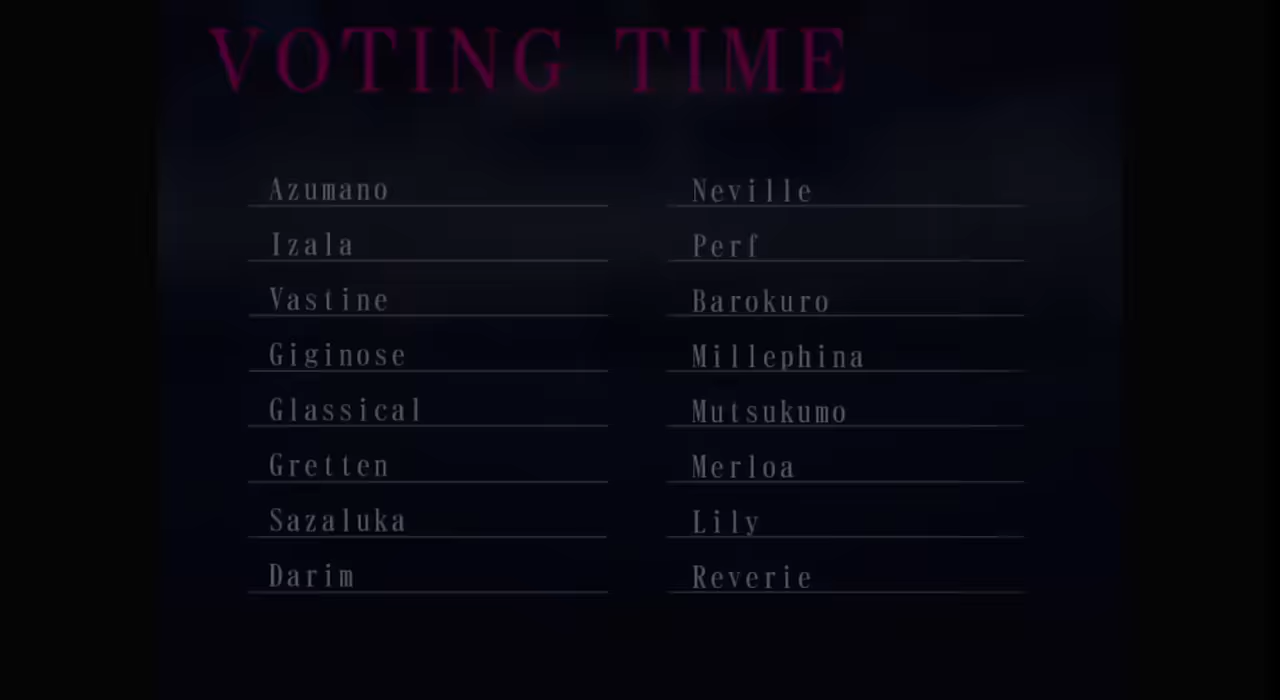 VOTING TIME
Azumano
Izala
Vastine
Giginose
Glassical
Gretten
Sazaluka
Darim
Neville
Perf
Barokuro
Millephina
Mutsukumo
Merloa
Lily
Reverie